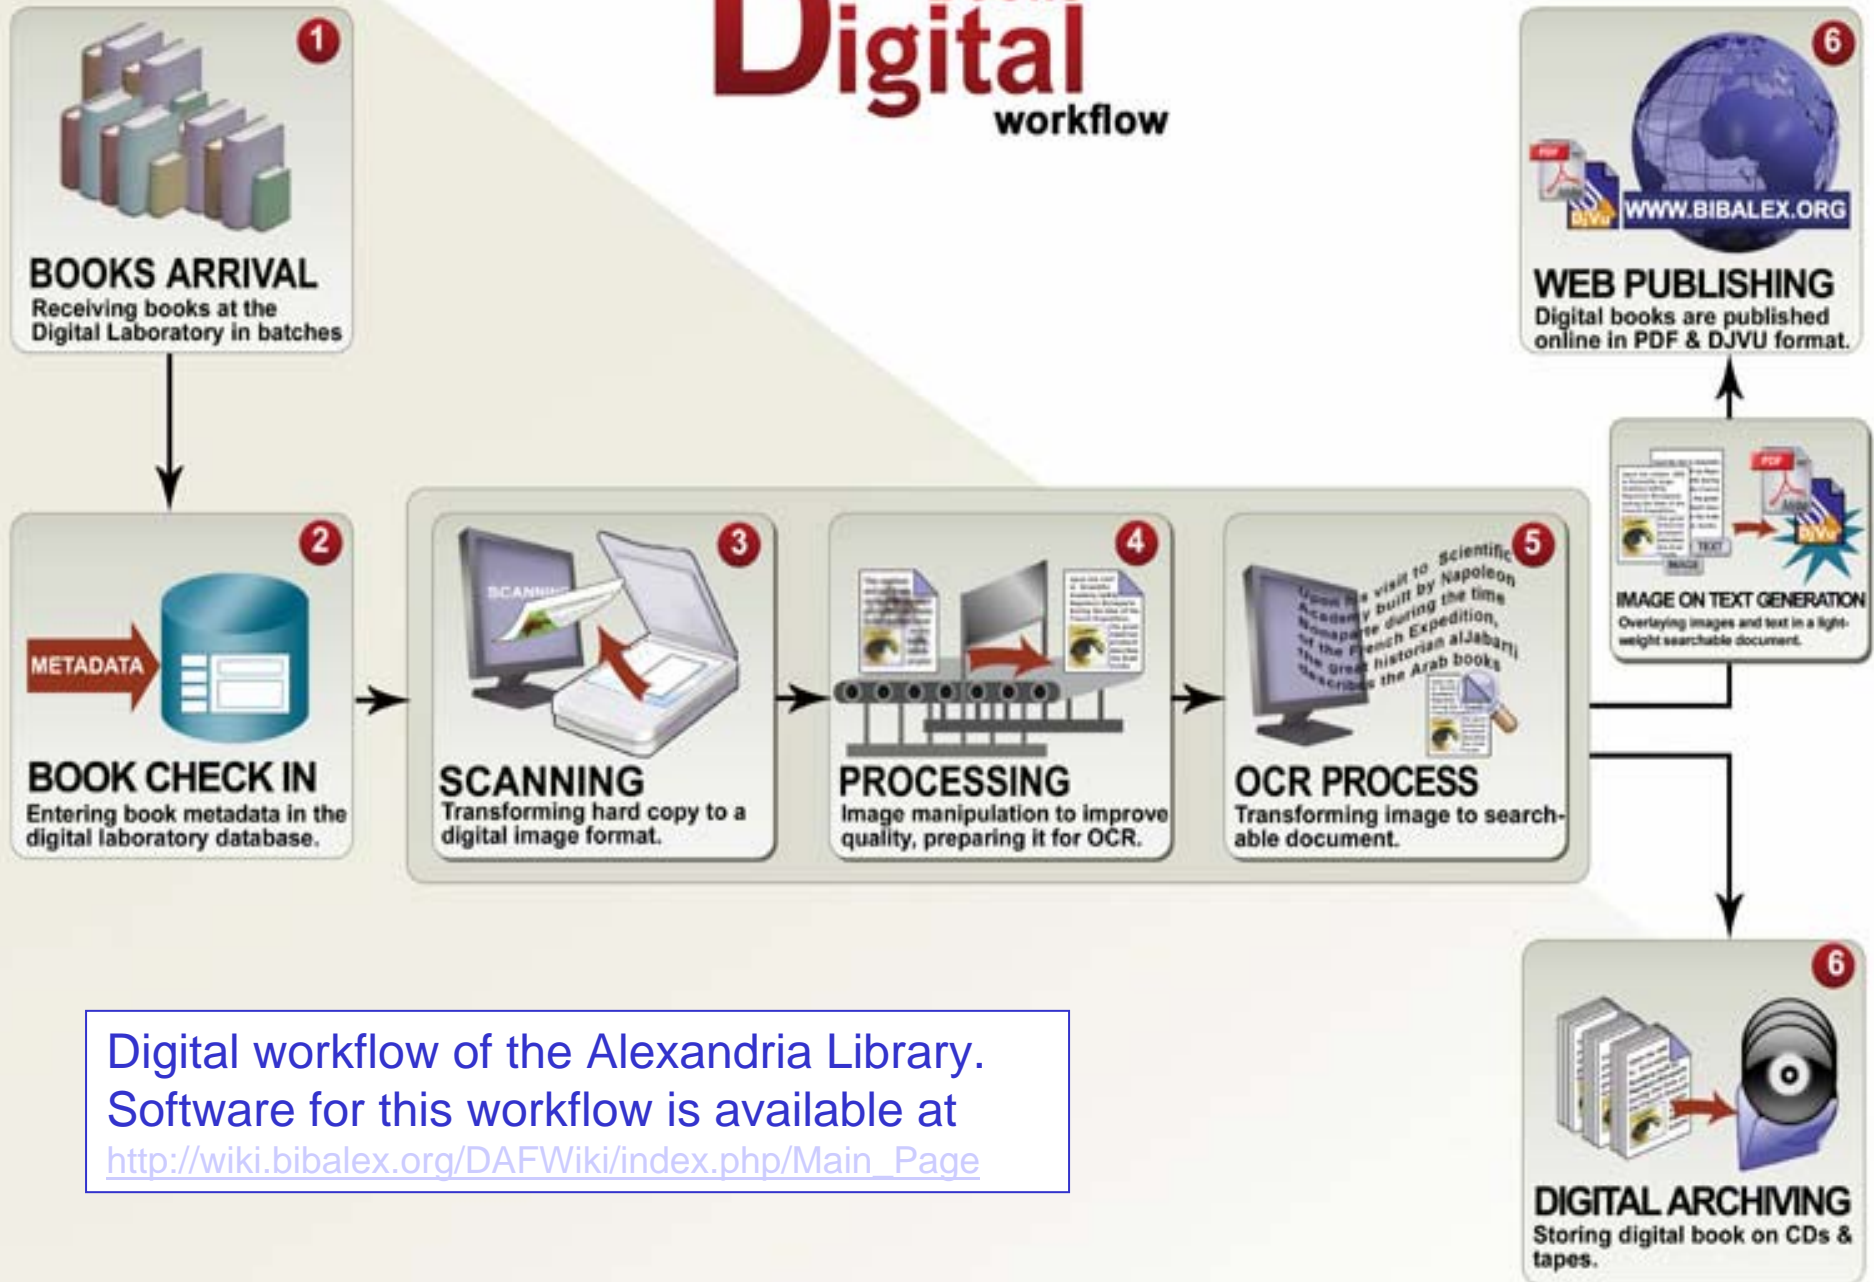 Digital
workflow
1
BOOKS ARRIVAL
Receiving books at the
Digital Laboratory in batches
2
METADATA
BOOK CHECK IN
Entering book metadata in the
digital laboratory database.
3
SCANNING
SCANNING
Transforming hard copy to a
digital image format.
4
PROCESSING
Image manipulation to improve
quality, preparing it for OCR.
5
Upon his visit to Scientific
Academy built by Napoleon
Bonaparte during the time
of the French Expedition,
the great historian alJabarti
describes the Arab books
OCR PROCESS
Transforming image to search-
able document.
PDF
Adobe
DjVu
TEXT
IMAGE
IMAGE ON TEXT GENERATION
Overlaying images and text in a light-
weight searchable document.
6
PDF
Adobe
DjVu
WWW.BIBALEX.ORG
WEB PUBLISHING
Digital books are published
online in PDF & DJVU format.
6
DIGITAL ARCHIVING
Storing digital book on CDs &
tapes.
Digital workflow of the Alexandria Library.
Software for this workflow is available at
http://wiki.bibalex.org/DAFWiki/index.php/Main_Page